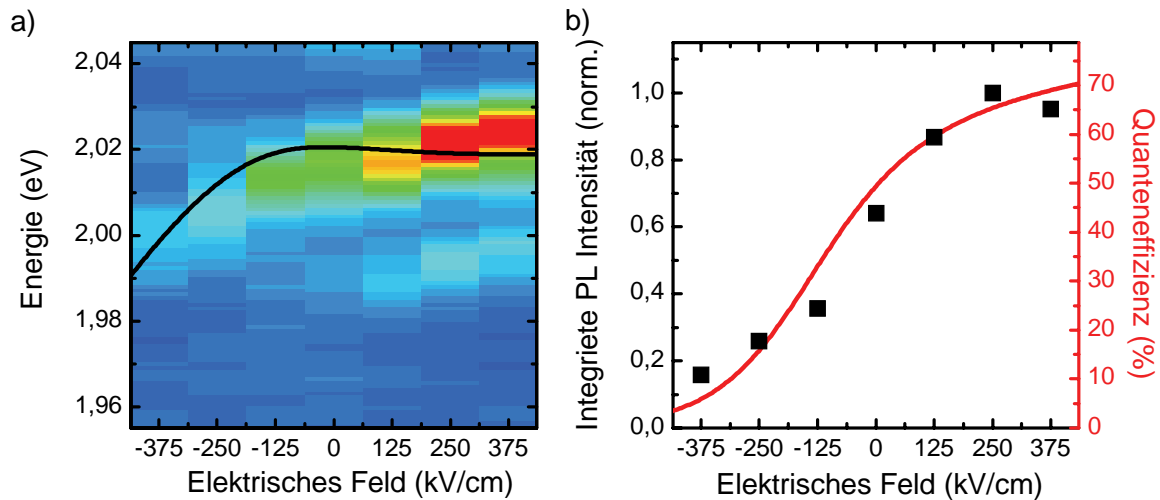 a)
Energie (eV)
2,04
2,03
2,02
2,00
1,98
1,96
-375 -250 -125 0 125 250 375
Elektrisches Feld (kV/cm)
b)
Integriete PL Intensität (norm.)
1,0
0,8
0,6
0,4
0,2
0,0
-375 -250 -125 0 125 250 375
Elektrisches Feld (kV/cm)
70
60
50
40
30
20
10
0
Quanteneffizienz (%)